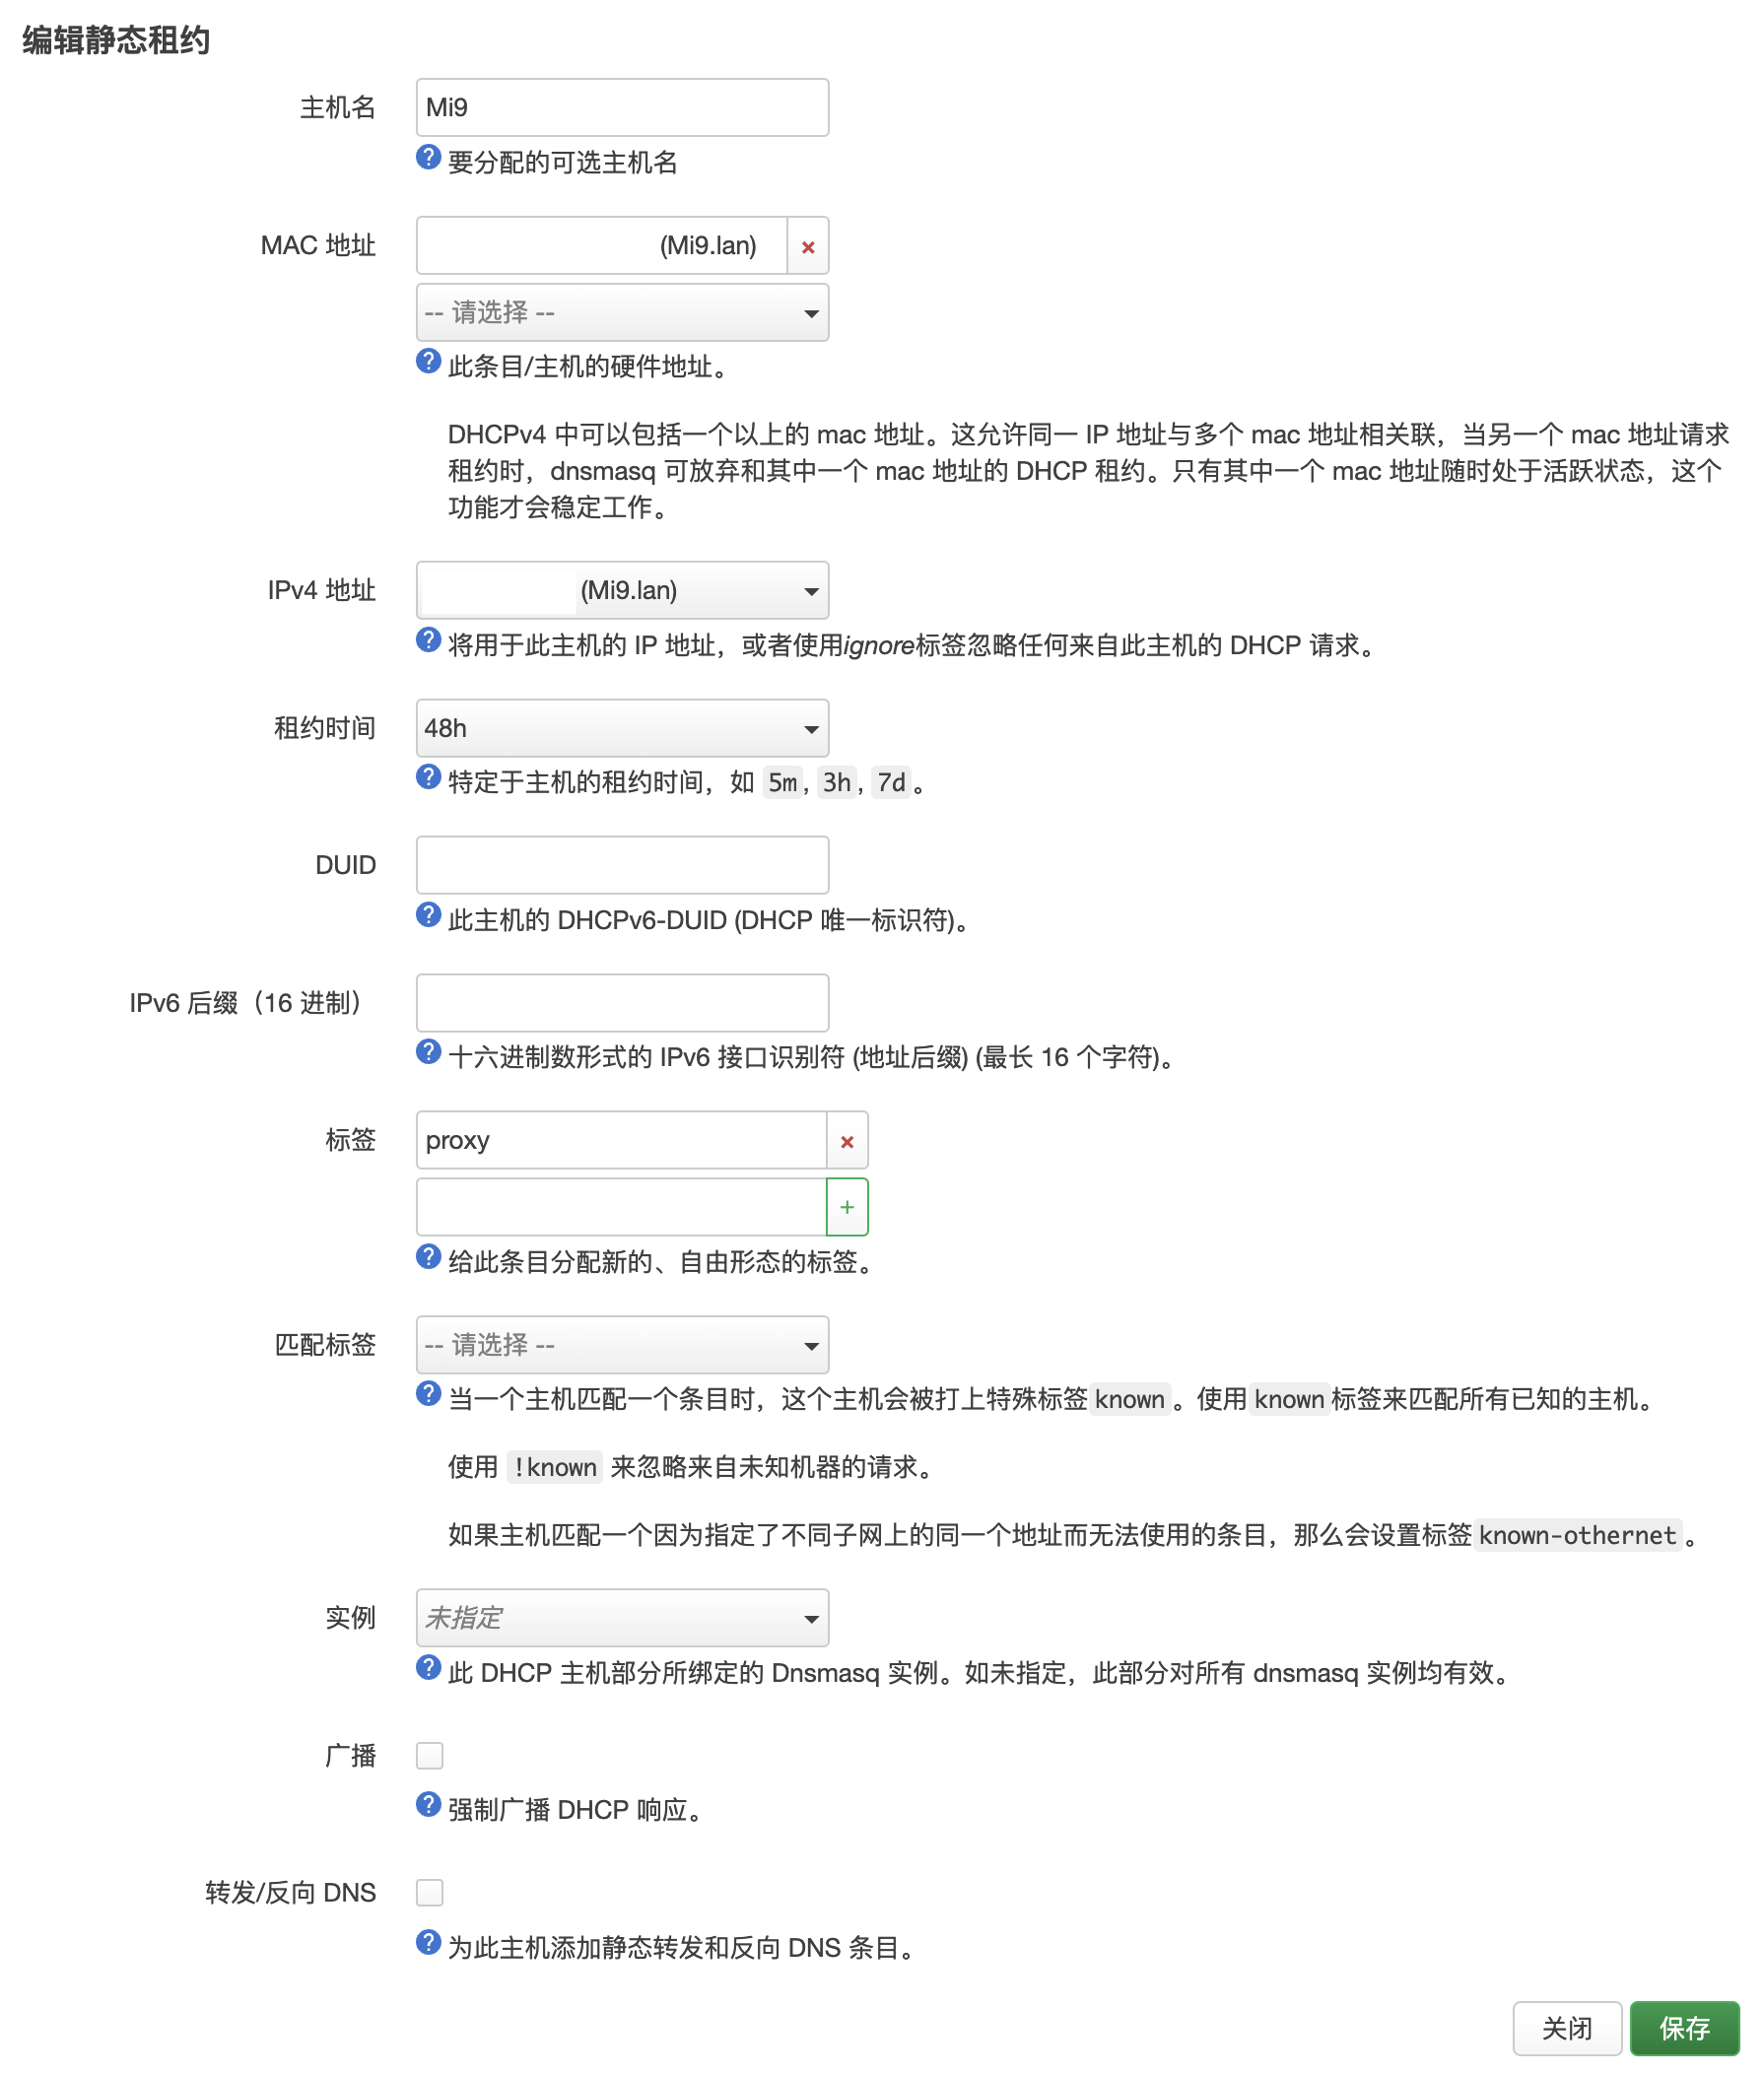 编辑静态租约
主机名
Mi9
要分配的可选主机名
MAC 地址
(Mi9.lan)
×
-- 请选择 --
此条目/主机的硬件地址。
DHCPv4 中可以包括一个以上的 mac 地址。这允许同一 IP 地址与多个 mac 地址相关联，当另一个 mac 地址请求
租约时，dnsmasq 可放弃和其中一个 mac 地址的 DHCP 租约。只有其中一个 mac 地址随时处于活跃状态，这个
功能才会稳定工作。
IPv4 地址
(Mi9.lan)
将用于此主机的 IP 地址，或者使用ignore标签忽略任何来自此主机的 DHCP 请求。
租约时间
48h
特定于主机的租约时间，如 5m, 3h, 7d。
DUID
此主机的 DHCPv6-DUID (DHCP 唯一标识符)。
IPv6 后缀（16 进制）
十六进制数形式的 IPv6 接口识别符 (地址后缀) (最长 16 个字符)。
标签
proxy
×
+
给此条目分配新的、自由形态的标签。
匹配标签
-- 请选择 --
当一个主机匹配一个条目时，这个主机会被打上特殊标签known。使用known标签来匹配所有已知的主机。
使用 !known 来忽略来自未知机器的请求。
如果主机匹配一个因为指定了不同子网上的同一个地址而无法使用的条目，那么会设置标签known-othernet。
实例
未指定
此 DHCP 主机部分所绑定的 Dnsmasq 实例。如未指定，此部分对所有 dnsmasq 实例均有效。
广播
强制广播 DHCP 响应。
转发/反向 DNS
为此主机添加静态转发和反向 DNS 条目。
关闭
保存